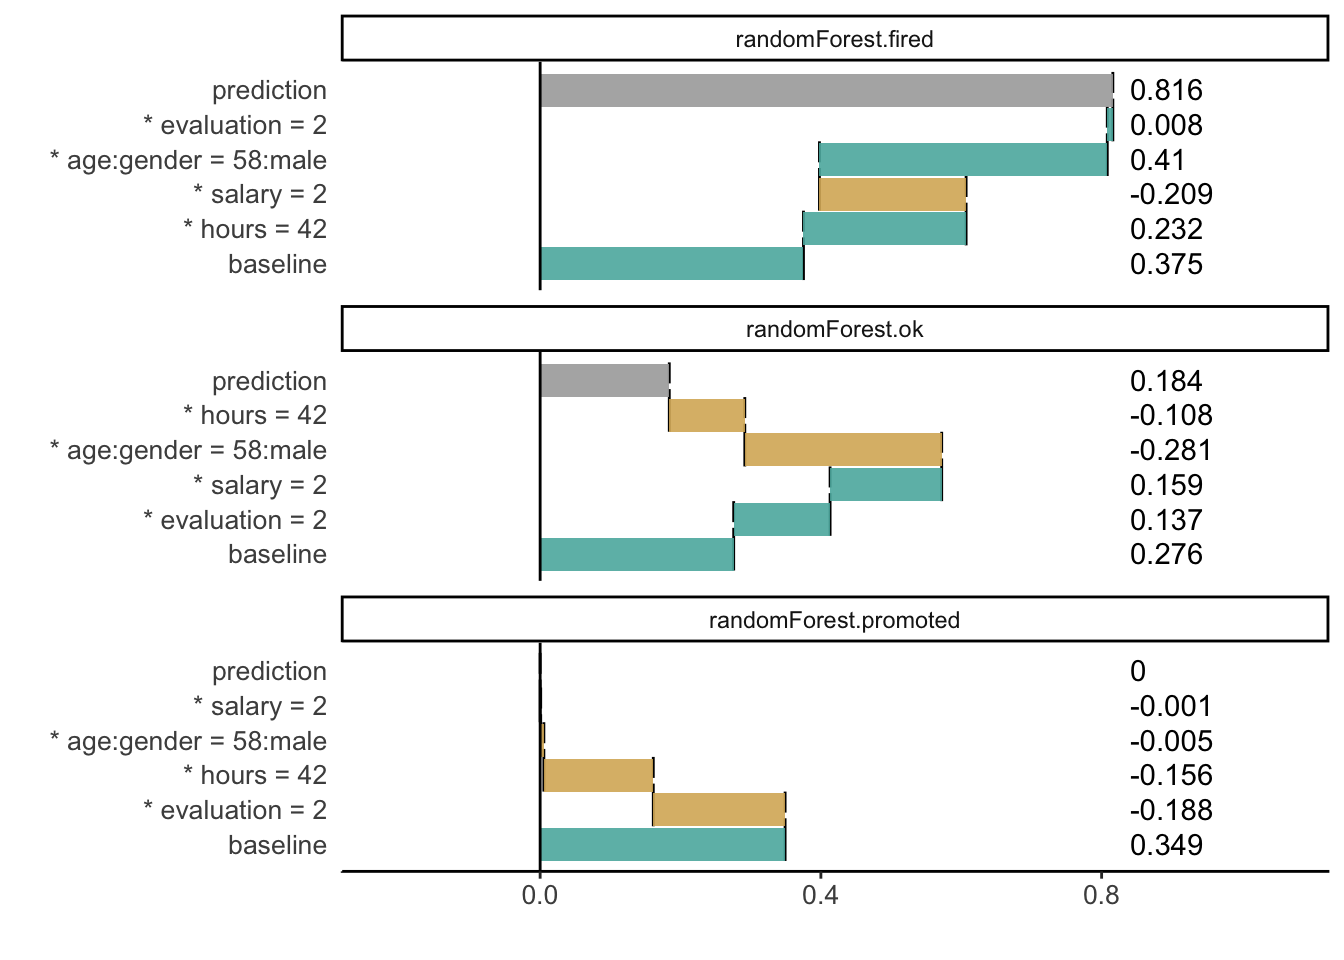 randomForest.fired
prediction 0.816
* evaluation = 2 0.008
* age:gender = 58:male 0.41
* salary = 2 -0.209
* hours = 42 0.232
baseline 0.375
randomForest.ok
prediction 0.184
* hours = 42 -0.108
* age:gender = 58:male -0.281
* salary = 2 0.159
* evaluation = 2 0.137
baseline 0.276
randomForest.promoted
prediction 0
* salary = 2 -0.001
* age:gender = 58:male -0.005
* hours = 42 -0.156
* evaluation = 2 -0.188
baseline 0.349
0.0 0.4 0.8